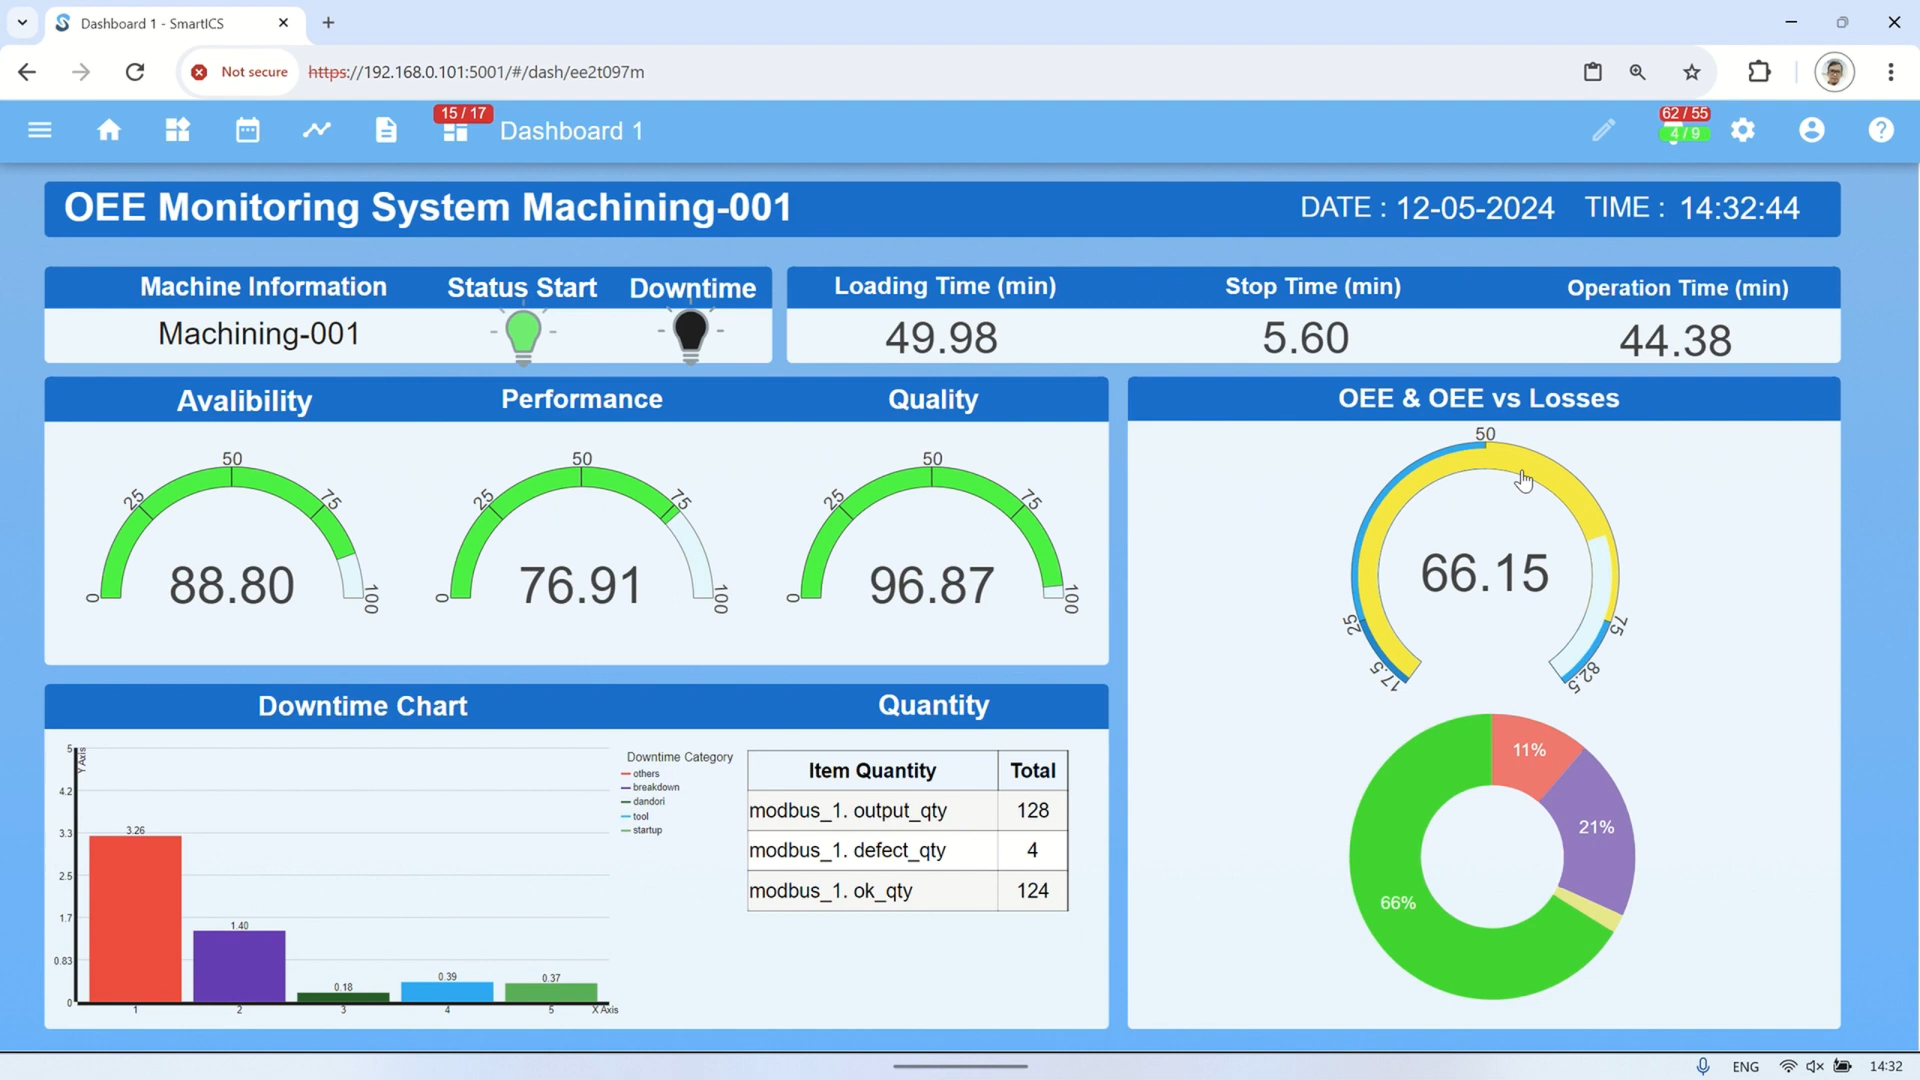 Dashboard 1 - SmartICS
Not secure
https://192.168.0.101:5001/#/dash/ee2t097m
15 / 17
Dashboard 1
62 / 55
4 / 9
OEE Monitoring System Machining-001
DATE : 12-05-2024
TIME : 14:32:44
Machine Information
Status Start
Downtime
Machining-001
Loading Time (min)
Stop Time (min)
Operation Time (min)
49.98
5.60
44.38
Avalibility
Performance
Quality
0
25
50
75
100
88.80
0
25
50
75
100
76.91
0
25
50
75
100
96.87
OEE & OEE vs Losses
17.5
25
50
75
82.5
66.15
11%
21%
66%
Downtime Chart
Y Axis
5
4.2
3.3
2.5
1.7
0.83
0
3.26
1.40
0.18
0.39
0.37
1
2
3
4
5
X Axis
Downtime Category
others
breakdown
dandori
tool
startup
Quantity
Item Quantity Total
modbus_1. output_qty 128
modbus_1. defect_qty 4
modbus_1. ok_qty 124
ENG
14:32